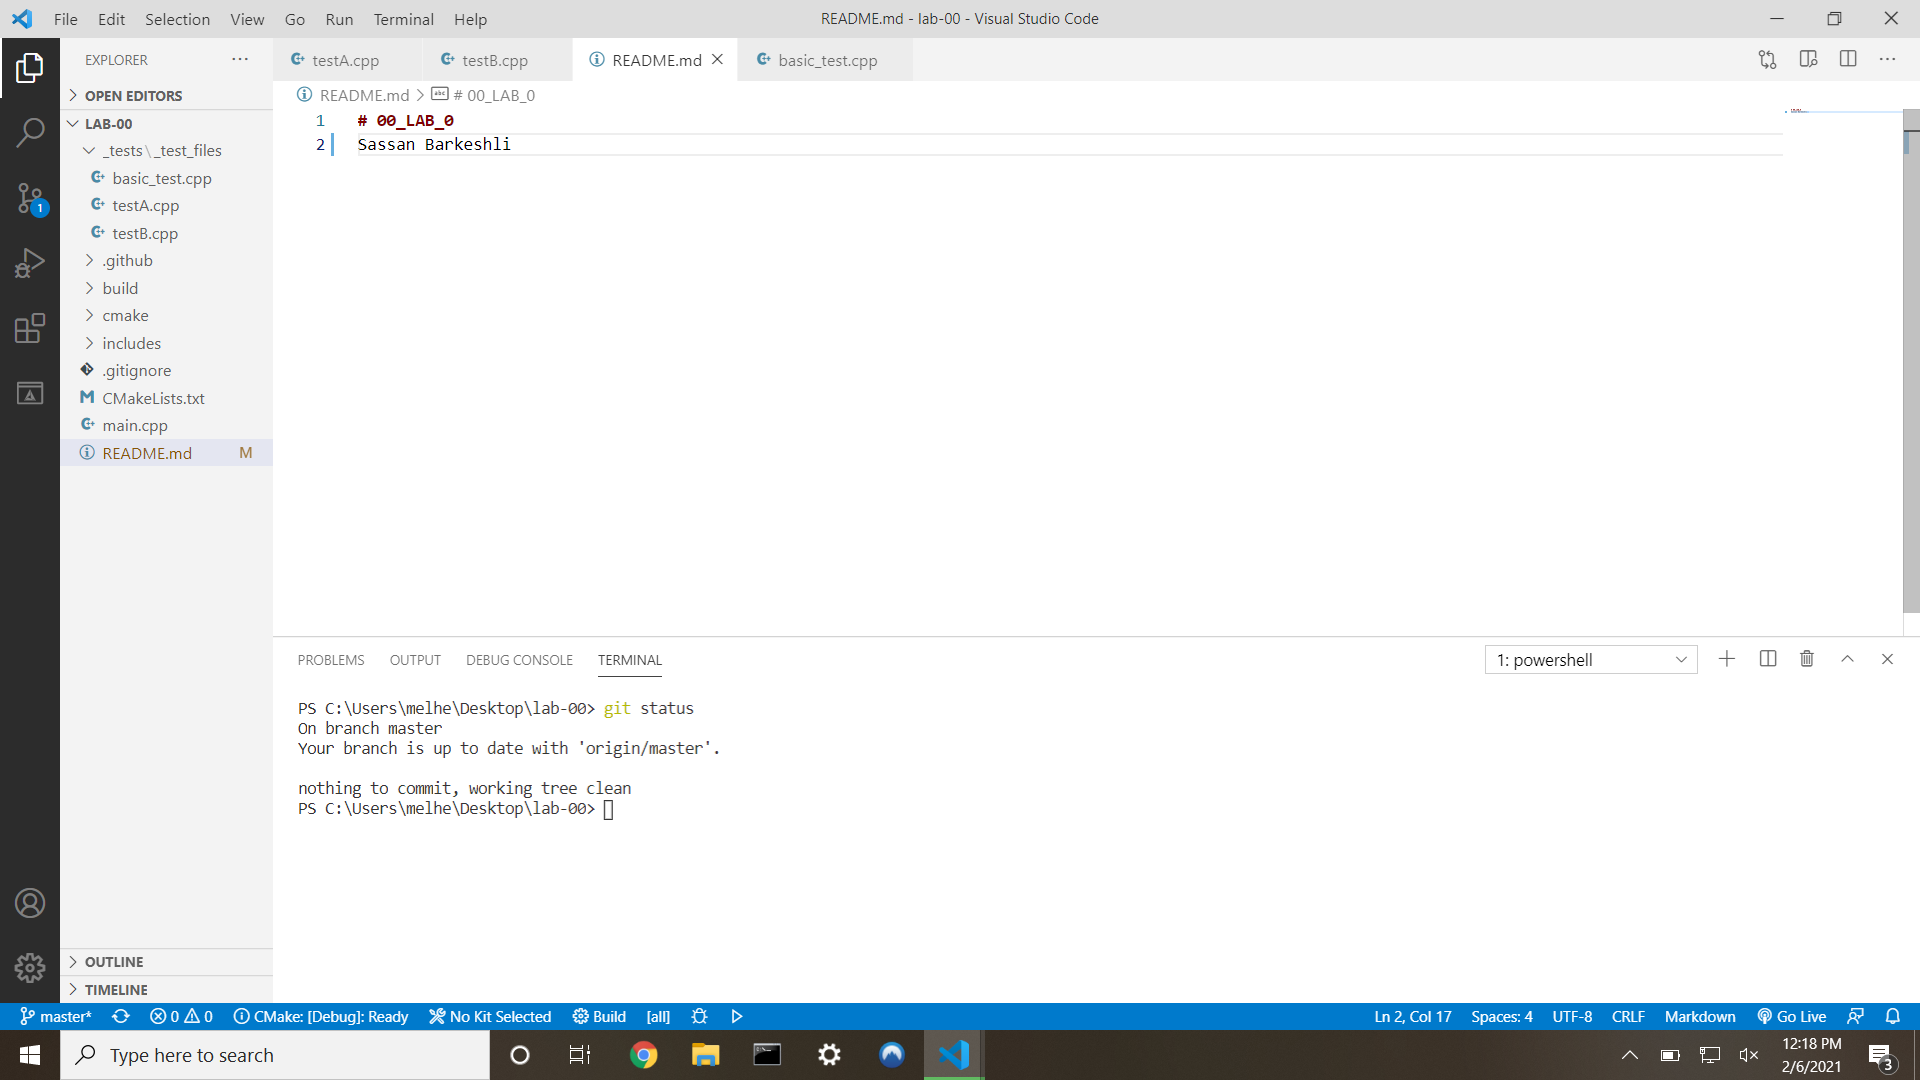 File Edit Selection View Go Run Terminal Help
README.md - lab-00 - Visual Studio Code
EXPLORER
OPEN EDITORS
LAB-00
_tests\_test_files
basic_test.cpp
testA.cpp
testB.cpp
.github
build
cmake
includes
.gitignore
CMakeLists.txt
main.cpp
README.md M
OUTLINE
TIMELINE
1
testA.cpp testB.cpp README.md basic_test.cpp
README.md > # 00_LAB_0
1 # 00_LAB_0
2 Sassan Barkeshli
PROBLEMS OUTPUT DEBUG CONSOLE TERMINAL
1: powershell
PS C:\Users\melhe\Desktop\lab-00> git status
On branch master
Your branch is up to date with 'origin/master'.
nothing to commit, working tree clean
PS C:\Users\melhe\Desktop\lab-00>
master* 0 0 CMake: [Debug]: Ready No Kit Selected Build [all]
Ln 2, Col 17 Spaces: 4 UTF-8 CRLF Markdown Go Live
Type here to search
12:18 PM
2/6/2021
3